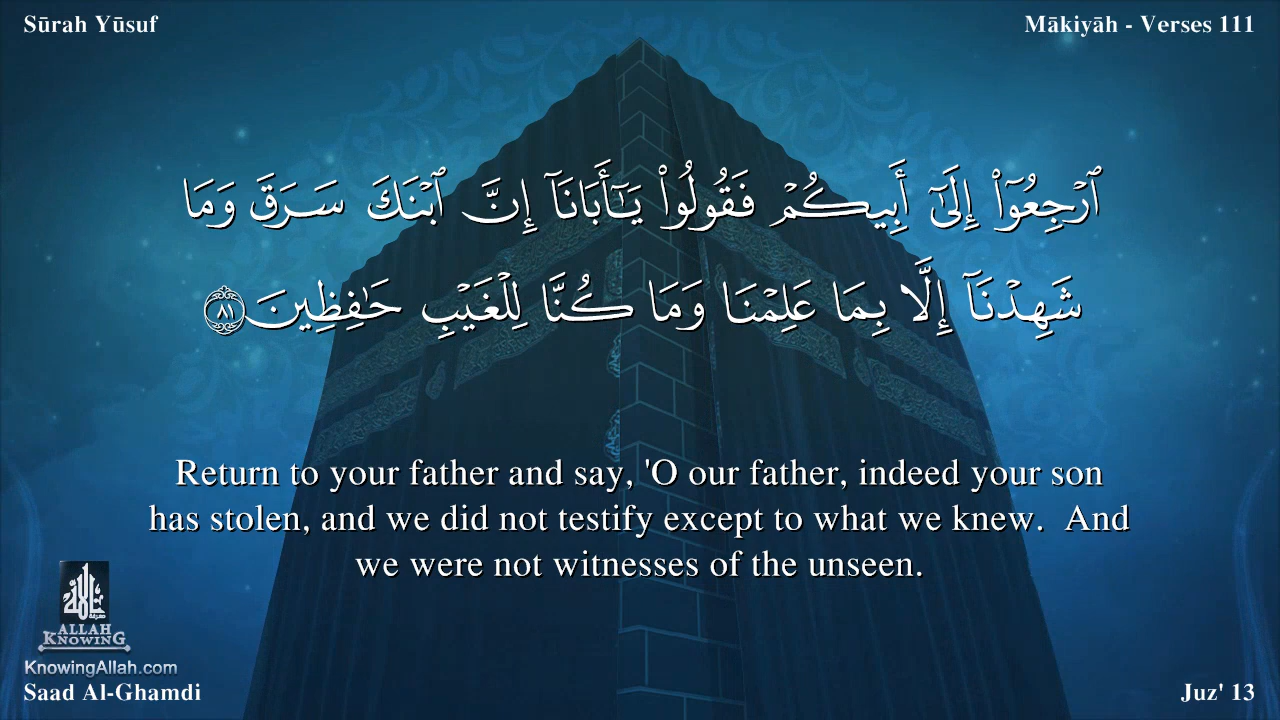 Sūrah Yūsuf
Mākiyāh - Verses 111
ٱرْجِعُوٓا۟ إِلَىٰٓ أَبِيكُمْ فَقُولُوا۟ يَـٰٓأَبَانَآ إِنَّ ٱبْنَكَ سَرَقَ وَمَا
شَهِدْنَآ إِلَّا بِمَا عَلِمْنَا وَمَا كُنَّا لِلْغَيْبِ حَـٰفِظِينَ ٨١
Return to your father and say, 'O our father, indeed your son
has stolen, and we did not testify except to what we knew.  And
we were not witnesses of the unseen.
ALLAH
KNOWING
KnowingAllah.com
Saad Al-Ghamdi
Juz' 13